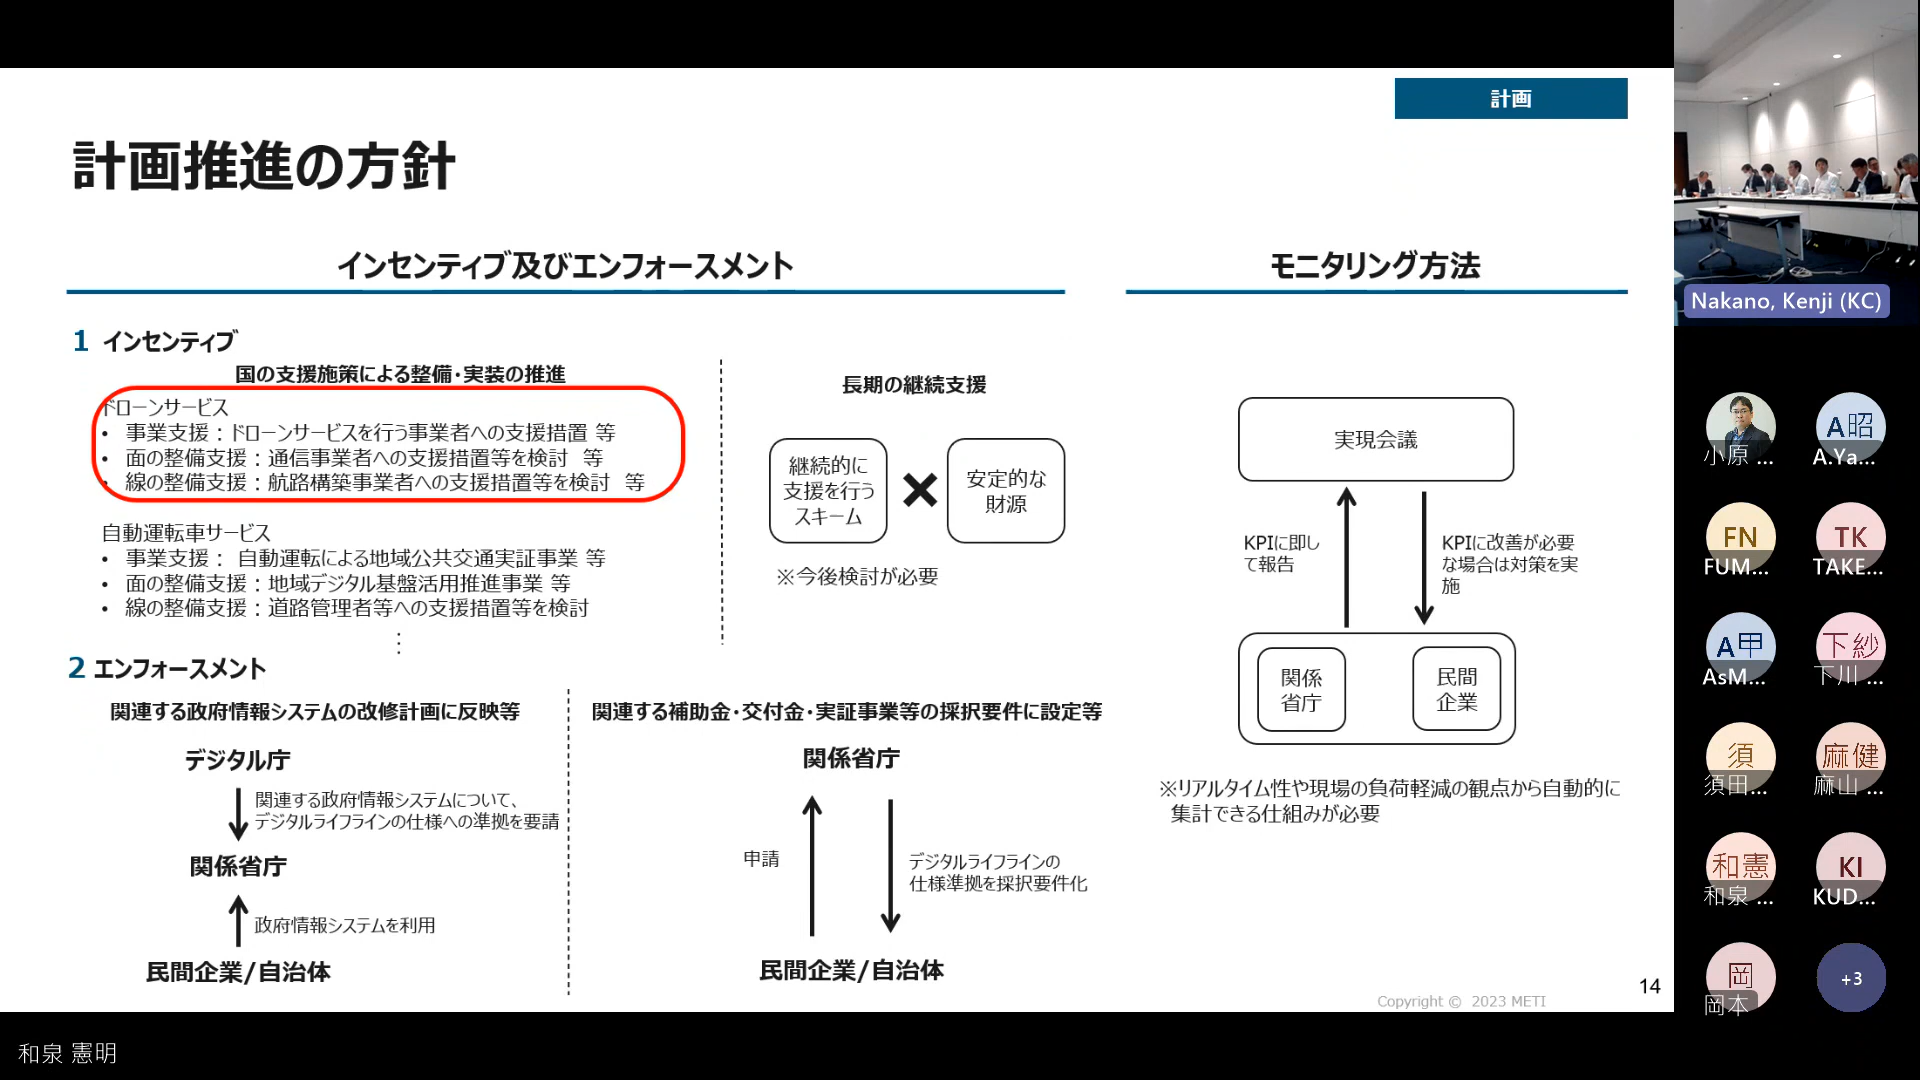 計画
計画推進の方針
インセンティブ及びエンフォースメント
1 インセンティブ
国の支援施策による整備・実装の推進
ドローンサービス
• 事業支援：ドローンサービスを行う事業者への支援措置 等
• 面の整備支援：通信事業者への支援措置等を検討 等
• 線の整備支援：航路構築事業者への支援措置等を検討 等
自動運転車サービス
• 事業支援： 自動運転による地域公共交通実証事業 等
• 面の整備支援：地域デジタル基盤活用推進事業 等
• 線の整備支援：道路管理者等への支援措置等を検討
⋮
長期の継続支援
継続的に
支援を行う
スキーム
✖
安定的な
財源
※今後検討が必要
2 エンフォースメント
関連する政府情報システムの改修計画に反映等
デジタル庁
関連する政府情報システムについて、
デジタルライフラインの仕様への準拠を要請
関係省庁
政府情報システムを利用
民間企業/自治体
関連する補助金・交付金・実証事業等の採択要件に設定等
関係省庁
申請
デジタルライフラインの
仕様準拠を採択要件化
民間企業/自治体
モニタリング方法
実現会議
KPIに即し
て報告
KPIに改善が必要
な場合は対策を実
施
関係
省庁
民間
企業
※リアルタイム性や現場の負荷軽減の観点から自動的に
集計できる仕組みが必要
14
Copyright © 2023 METI
和泉 憲明
Nakano, Kenji (KC)
小原 ...
A昭
A.Ya...
FN
FUM...
TK
TAKE...
A甲
AsM...
下紗
下川 ...
須
須田...
麻健
麻山 ...
和憲
和泉 ...
KI
KUD...
岡
岡本
+3